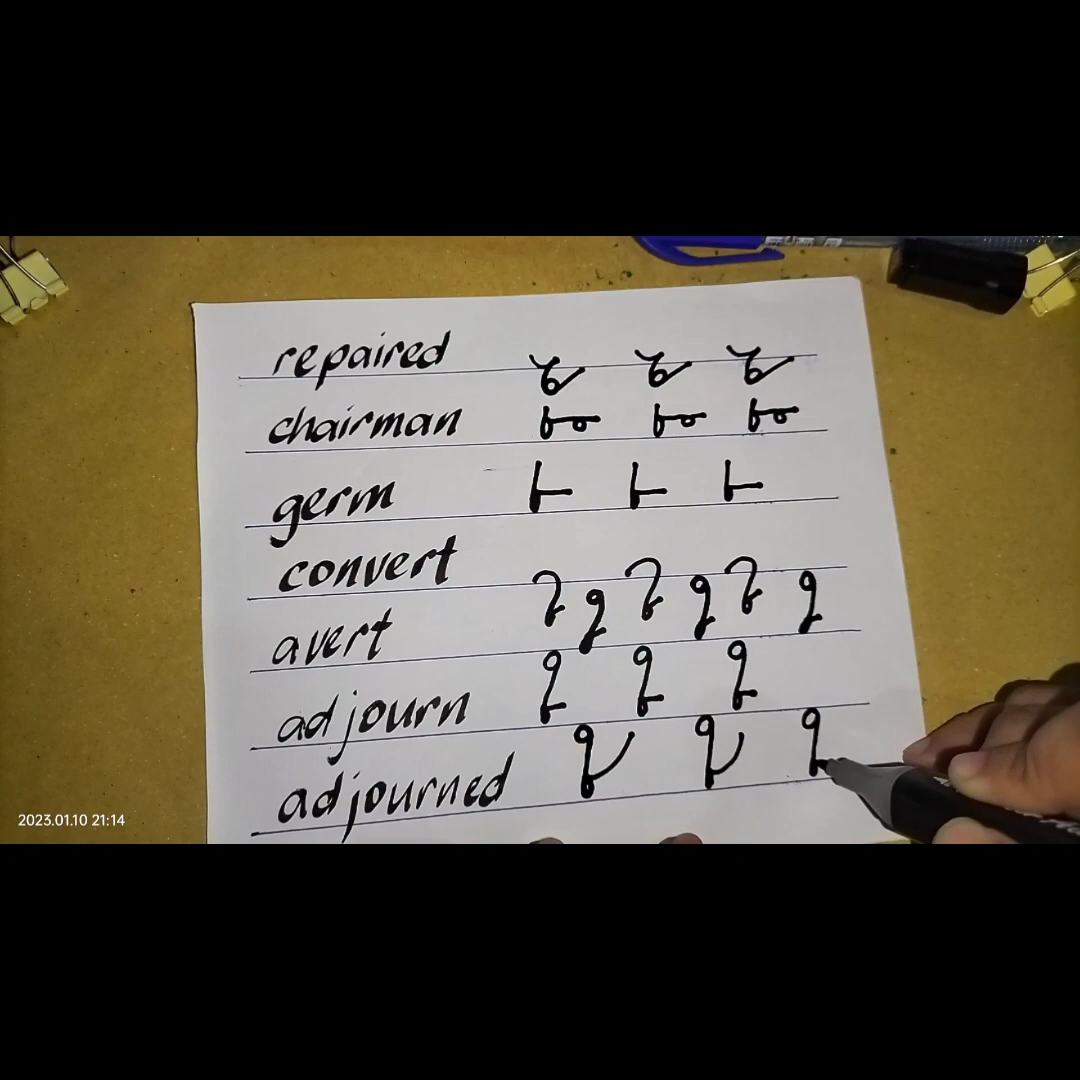 repaired
chairman
germ
convert
avert
adjourn
adjourned
2023.01.10 21:14